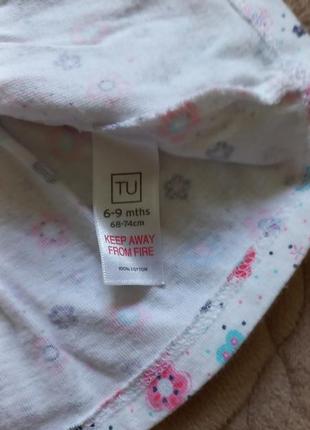 TU
6-9 mths
68-74cm
KEEP AWAY
FROM FIRE
100% COTTON